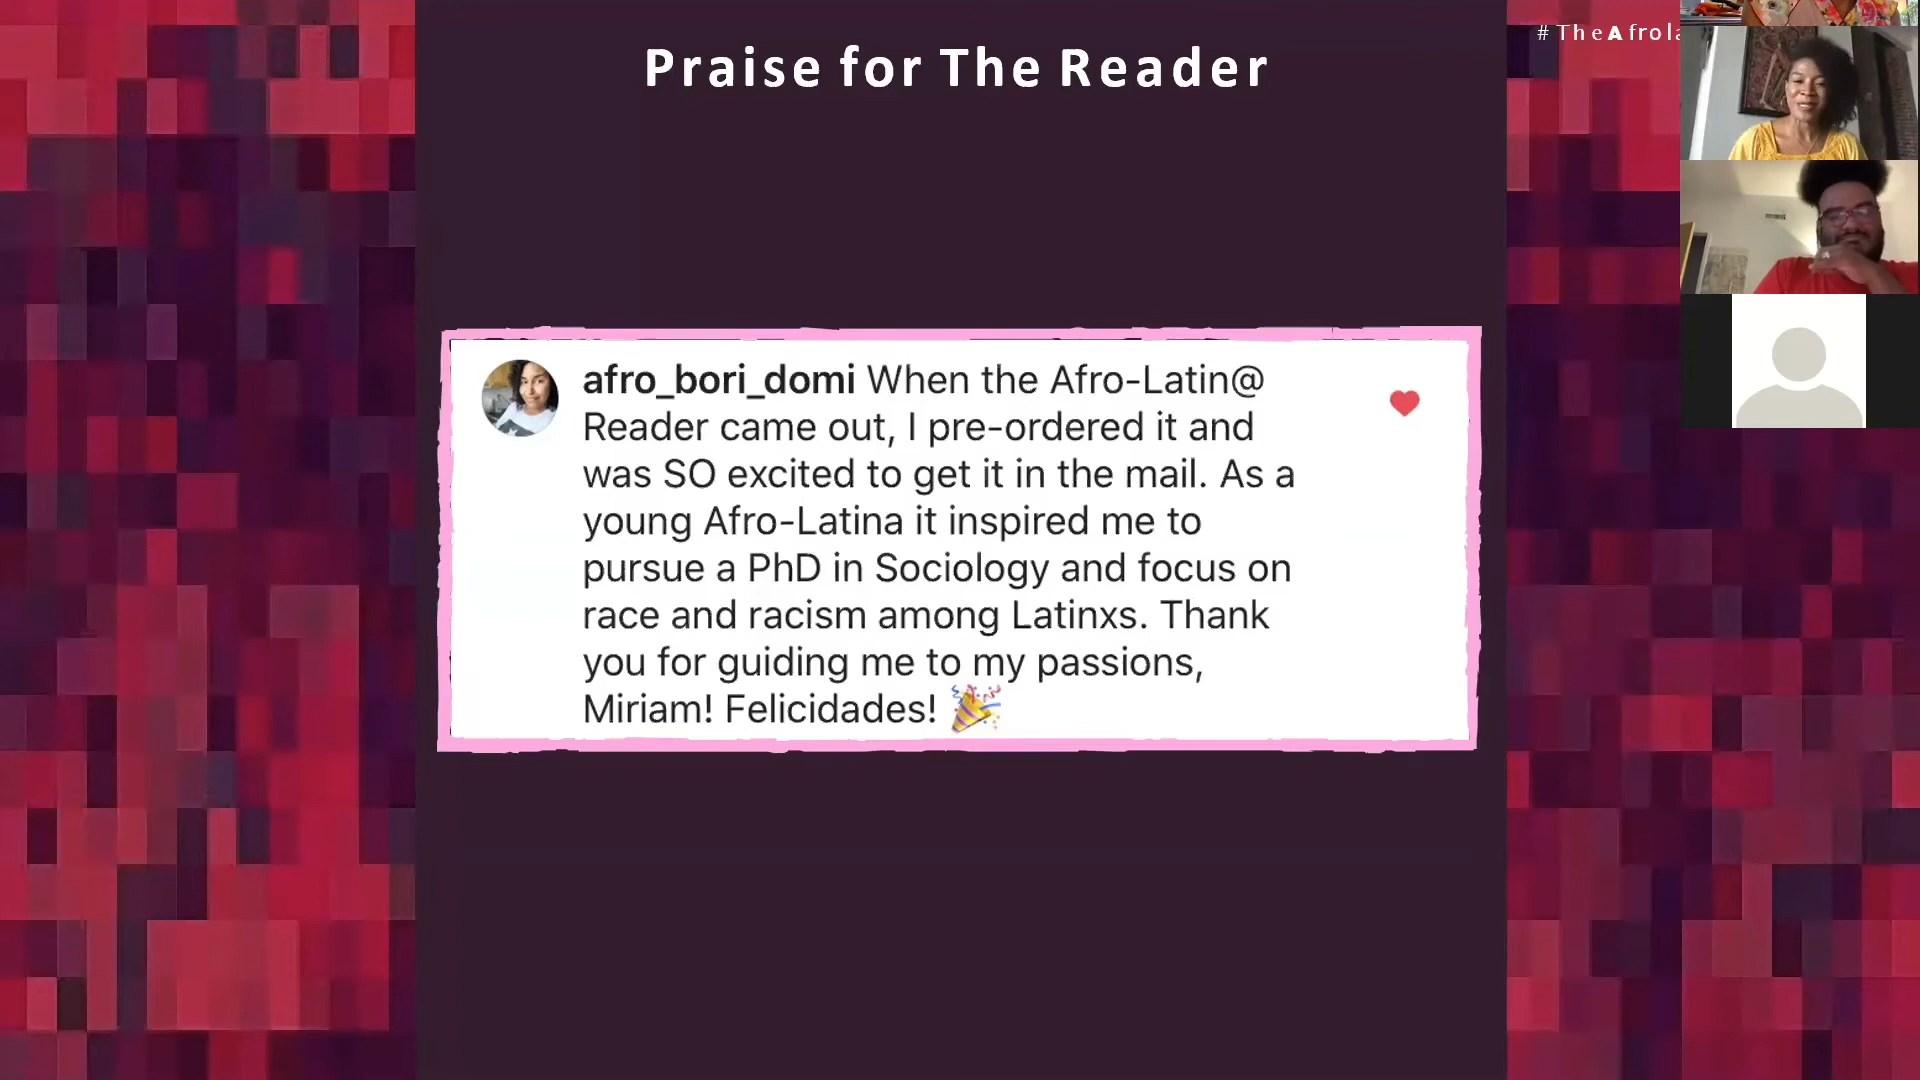 Praise for The Reader
#TheAfrola
afro_bori_domi When the Afro-Latin@
Reader came out, I pre-ordered it and
was SO excited to get it in the mail. As a
young Afro-Latina it inspired me to
pursue a PhD in Sociology and focus on
race and racism among Latinxs. Thank
you for guiding me to my passions,
Miriam! Felicidades! 🎉